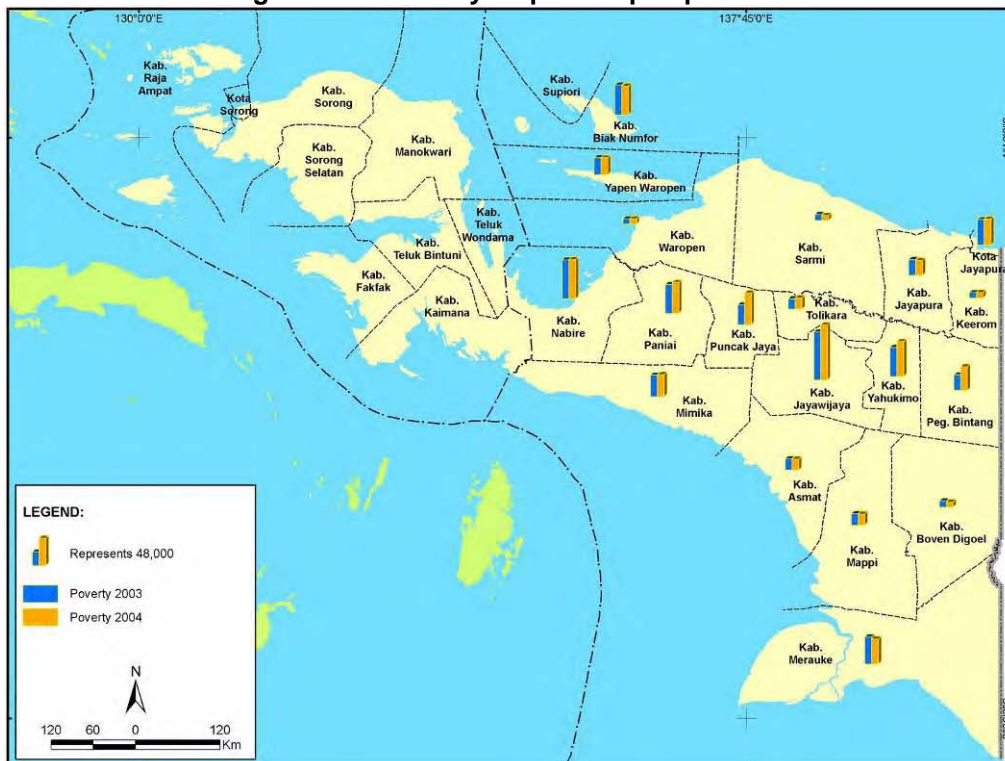 130°0'0"E
137°45'0"E
Kab.
Raja
Ampat
Kota
Sorong
Kab.
Sorong
Kab.
Sorong
Selatan
Kab.
Manokwari
Kab.
Supiori
Kab.
Biak Numfor
Kab.
Yapen Waropen
Kab.
Teluk
Wondama
Kab.
Teluk Bintuni
Kab.
Fakfak
Kab.
Kaimana
Kab.
Waropen
Kab.
Sarmi
Kota
Jayapura
Kab.
Jayapura
Kab.
Keerom
Kab.
Nabire
Kab.
Paniai
Kab.
Puncak Jaya
Kab.
Tolikara
Kab.
Mimika
Kab.
Jayawijaya
Kab.
Yahukimo
Kab.
Peg. Bintang
Kab.
Asmat
Kab.
Mappi
Kab.
Boven Digoel
Kab.
Merauke
LEGEND:
Represents 48,000
Poverty 2003
Poverty 2004
N
120 60 0 120
Km